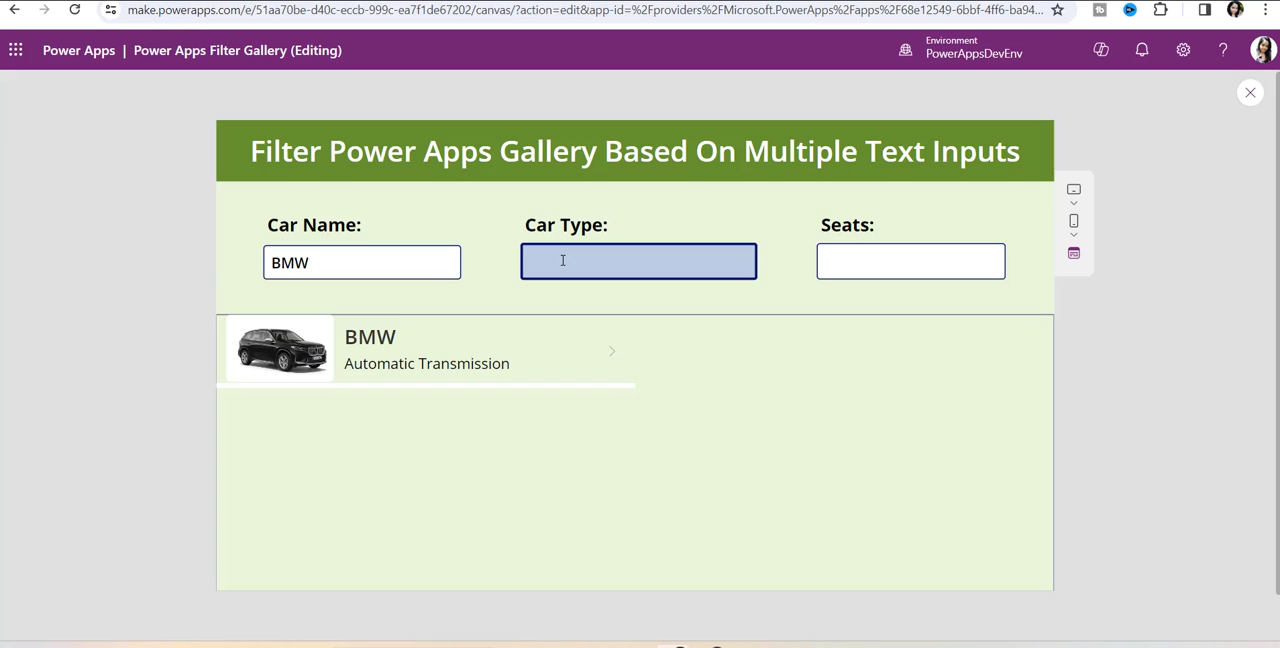 make.powerapps.com/e/51aa70be-d40c-eccb-999c-ea7f1de67202/canvas/?action=edit&app-id=%2Fproviders%2FMicrosoft.PowerApps%2Fapps%2F68e12549-6bbf-4ff6-ba94...
Power Apps | Power Apps Filter Gallery (Editing)
Environment
PowerAppsDevEnv
Filter Power Apps Gallery Based On Multiple Text Inputs
Car Name: Car Type: Seats:
BMW
BMW
Automatic Transmission